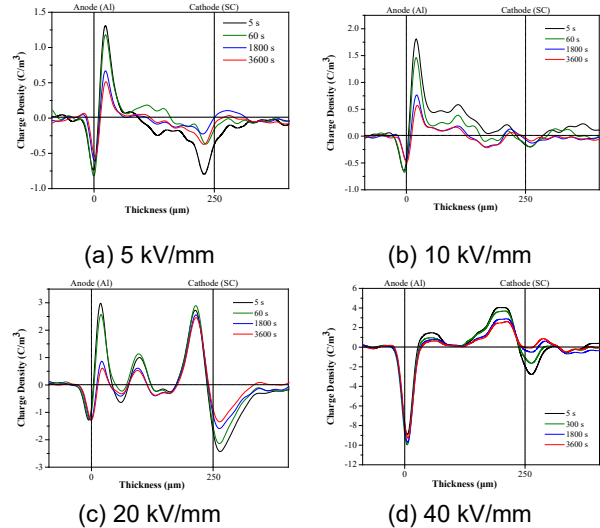 Anode (Al) Cathode (SC)
1.5
1.0
0.5
0.0
-0.5
-1.0
Charge Density (C/m³)
5 s
60 s
1800 s
3600 s
0 250
Thickness (µm)
(a) 5 kV/mm
Anode (Al) Cathode (SC)
2.0
1.5
1.0
0.5
0.0
-0.5
-1.0
Charge Density (C/m³)
5 s
60 s
1800 s
3600 s
0 250
Thickness (µm)
(b) 10 kV/mm
Anode (Al) Cathode (SC)
3
2
1
0
-1
-2
-3
Charge Density (C/m³)
5 s
60 s
1800 s
3600 s
0 250
Thickness (µm)
(c) 20 kV/mm
Anode (Al) Cathode (SC)
6
4
2
0
-2
-4
-6
-8
-10
-12
Charge Density (C/m³)
5 s
300 s
1800 s
3600 s
0 250
Thickness (µm)
(d) 40 kV/mm